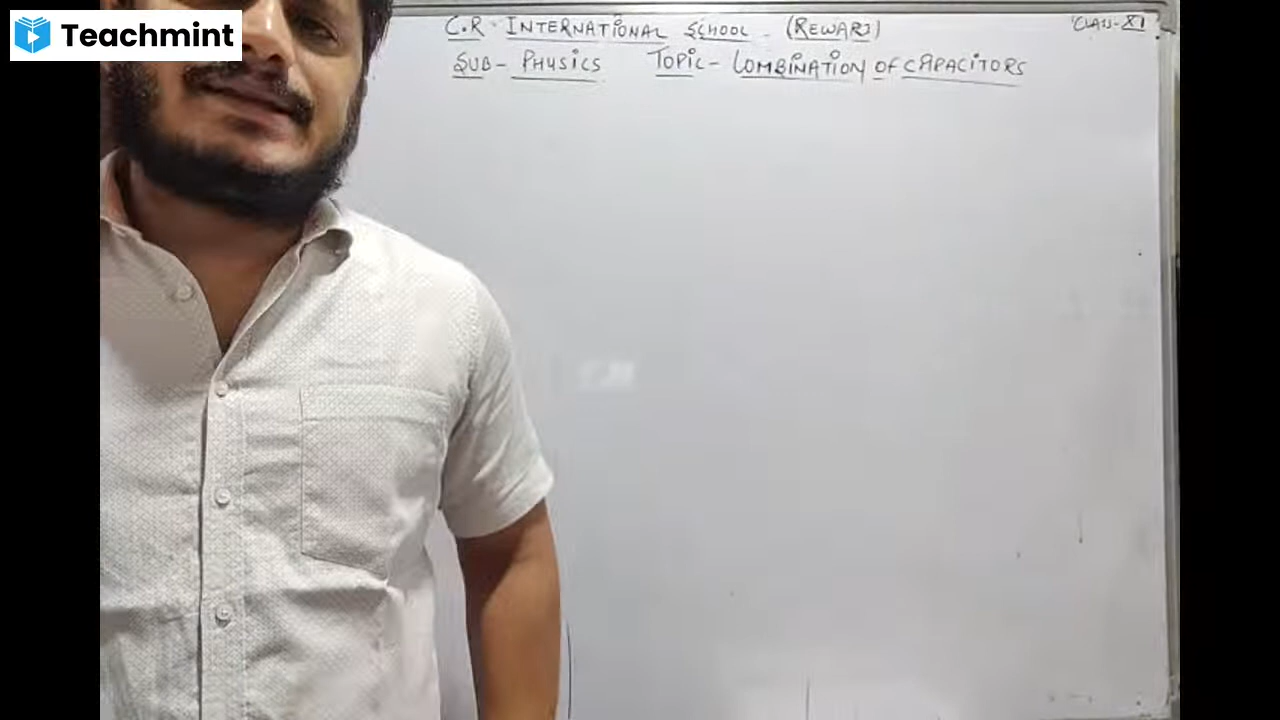 Teachmint
C.R. INTERNATIONAL SCHOOL - (REWARI) CLASS-XI
SUB- PHYSICS TOPIC- COMBINATION OF CAPACITORS